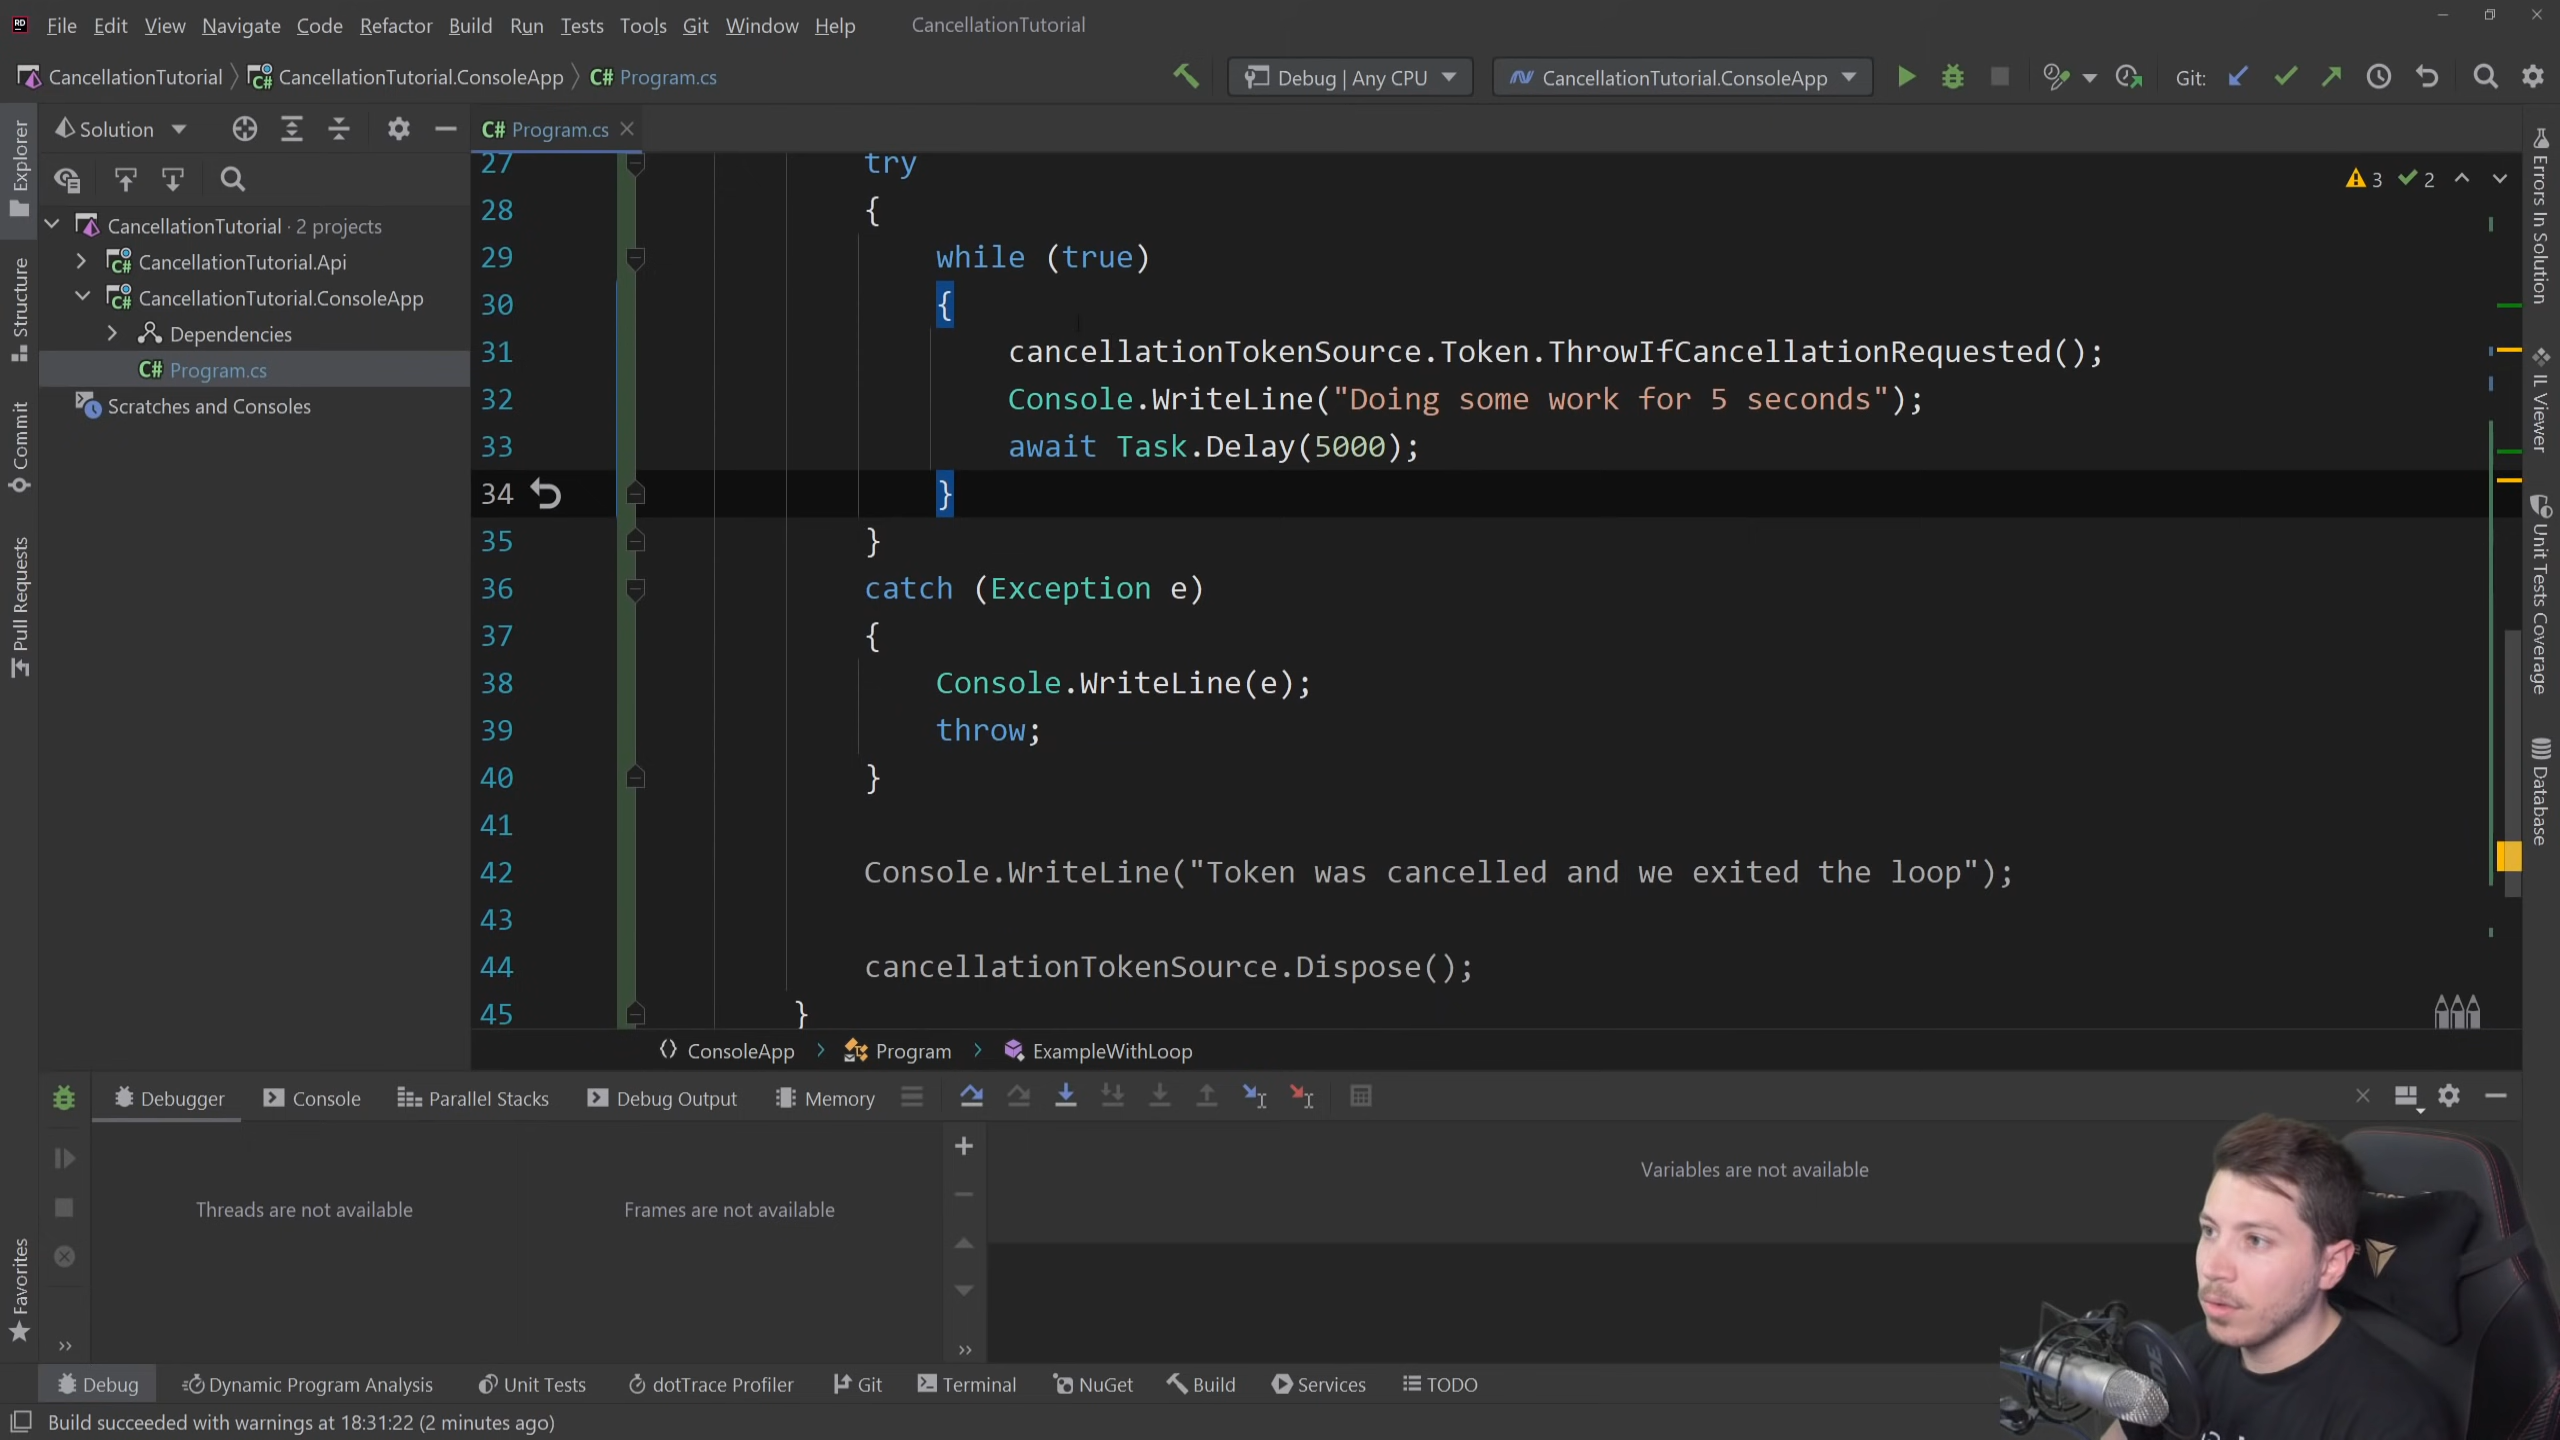 File Edit View Navigate Code Refactor Build Run Tests Tools Git Window Help CancellationTutorial
CancellationTutorial CancellationTutorial.ConsoleApp C# Program.cs Debug | Any CPU CancellationTutorial.ConsoleApp Git:
Solution C# Program.cs
Explorer
Structure
Commit
Pull Requests
Favorites
CancellationTutorial · 2 projects
CancellationTutorial.Api
CancellationTutorial.ConsoleApp
Dependencies
C# Program.cs
Scratches and Consoles
3 2
27 try
28 {
29 while (true)
30 {
31 cancellationTokenSource.Token.ThrowIfCancellationRequested();
32 Console.WriteLine("Doing some work for 5 seconds");
33 await Task.Delay(5000);
34 }
35 }
36 catch (Exception e)
37 {
38 Console.WriteLine(e);
39 throw;
40 }
41
42 Console.WriteLine("Token was cancelled and we exited the loop");
43
44 cancellationTokenSource.Dispose();
45 }
Errors In Solution
IL Viewer
Unit Tests Coverage
Database
ConsoleApp Program ExampleWithLoop
Debugger Console Parallel Stacks Debug Output Memory
Threads are not available
Frames are not available
Variables are not available
Debug Dynamic Program Analysis Unit Tests dotTrace Profiler Git Terminal NuGet Build Services TODO
Build succeeded with warnings at 18:31:22 (2 minutes ago)